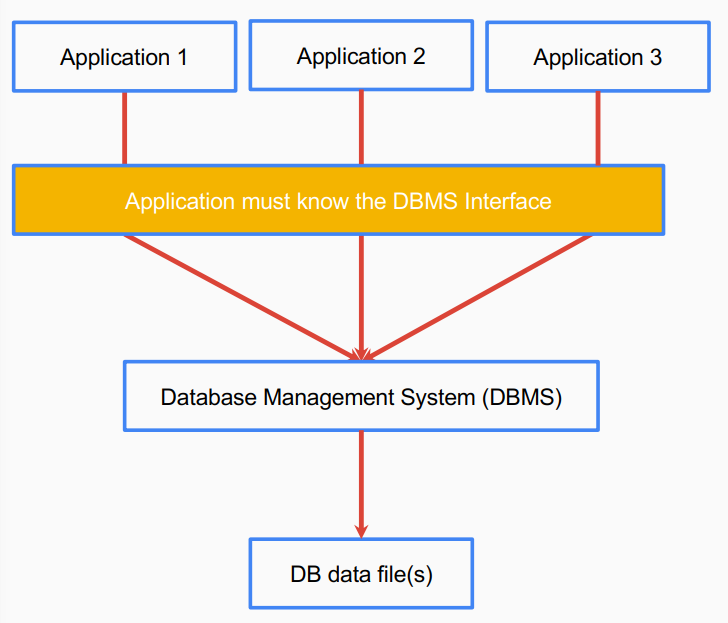 Application 1
Application 2
Application 3
Application must know the DBMS Interface
Database Management System (DBMS)
DB data file(s)